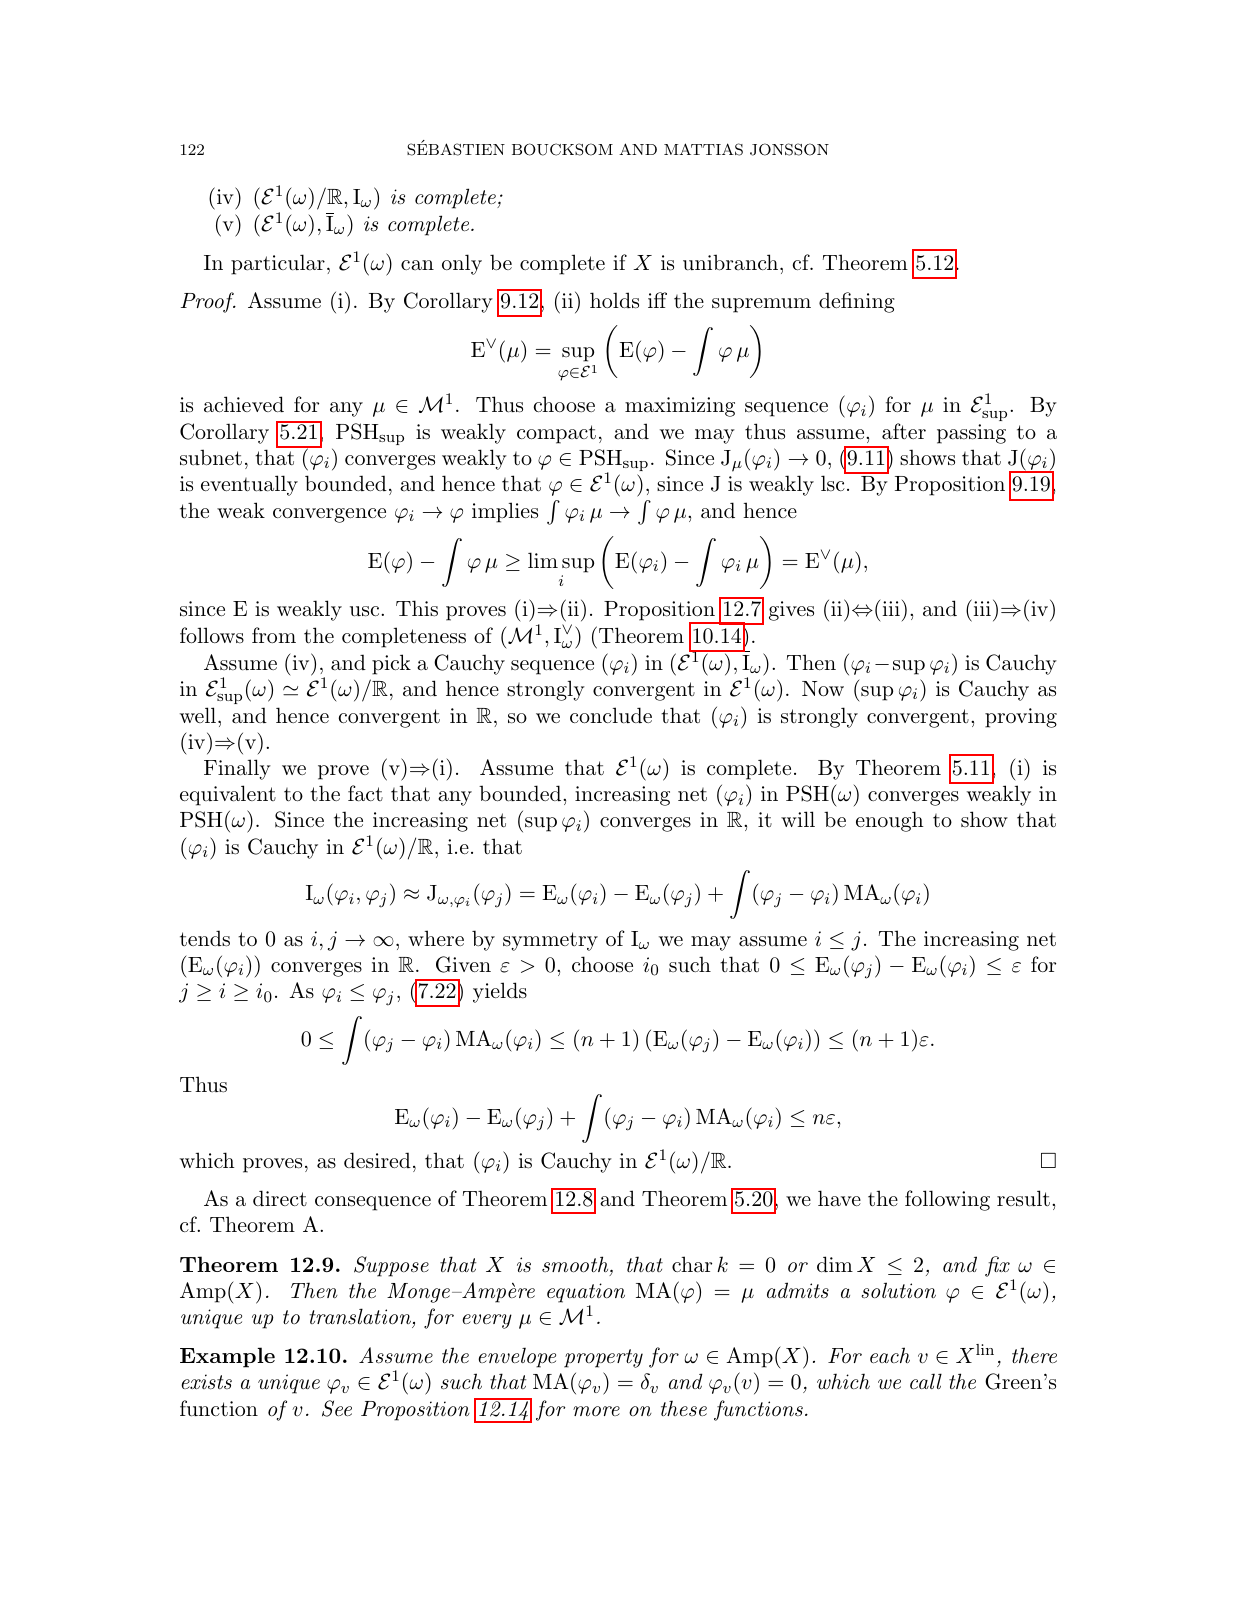 122 SÉBASTIEN BOUCKSOM AND MATTIAS JONSSON
(iv) (ℰ¹(ω)/ℝ, I_ω) is complete;
(v) (ℰ¹(ω), Ī_ω) is complete.
In particular, ℰ¹(ω) can only be complete if X is unibranch, cf. Theorem 5.12.
Proof. Assume (i). By Corollary 9.12, (ii) holds iff the supremum defining
E^∨(μ) = sup_{φ∈ℰ¹} (E(φ) − ∫ φ μ)
is achieved for any μ ∈ ℳ¹. Thus choose a maximizing sequence (φ_i) for μ in ℰ¹_sup. By
Corollary 5.21, PSH_sup is weakly compact, and we may thus assume, after passing to a
subnet, that (φ_i) converges weakly to φ ∈ PSH_sup. Since J_μ(φ_i) → 0, (9.11) shows that J(φ_i)
is eventually bounded, and hence that φ ∈ ℰ¹(ω), since J is weakly lsc. By Proposition 9.19,
the weak convergence φ_i → φ implies ∫ φ_i μ → ∫ φ μ, and hence
E(φ) − ∫ φ μ ≥ lim sup_i (E(φ_i) − ∫ φ_i μ) = E^∨(μ),
since E is weakly usc. This proves (i)⇒(ii). Proposition 12.7 gives (ii)⇔(iii), and (iii)⇒(iv)
follows from the completeness of (ℳ¹, I^∨_ω) (Theorem 10.14).
Assume (iv), and pick a Cauchy sequence (φ_i) in (ℰ¹(ω), Ī_ω). Then (φ_i − sup φ_i) is Cauchy
in ℰ¹_sup(ω) ≃ ℰ¹(ω)/ℝ, and hence strongly convergent in ℰ¹(ω). Now (sup φ_i) is Cauchy as
well, and hence convergent in ℝ, so we conclude that (φ_i) is strongly convergent, proving
(iv)⇒(v).
Finally we prove (v)⇒(i). Assume that ℰ¹(ω) is complete. By Theorem 5.11, (i) is
equivalent to the fact that any bounded, increasing net (φ_i) in PSH(ω) converges weakly in
PSH(ω). Since the increasing net (sup φ_i) converges in ℝ, it will be enough to show that
(φ_i) is Cauchy in ℰ¹(ω)/ℝ, i.e. that
I_ω(φ_i, φ_j) ≈ J_{ω,φ_i}(φ_j) = E_ω(φ_i) − E_ω(φ_j) + ∫(φ_j − φ_i) MA_ω(φ_i)
tends to 0 as i, j → ∞, where by symmetry of I_ω we may assume i ≤ j. The increasing net
(E_ω(φ_i)) converges in ℝ. Given ε > 0, choose i_0 such that 0 ≤ E_ω(φ_j) − E_ω(φ_i) ≤ ε for
j ≥ i ≥ i_0. As φ_i ≤ φ_j, (7.22) yields
0 ≤ ∫(φ_j − φ_i) MA_ω(φ_i) ≤ (n + 1) (E_ω(φ_j) − E_ω(φ_i)) ≤ (n + 1)ε.
Thus
E_ω(φ_i) − E_ω(φ_j) + ∫(φ_j − φ_i) MA_ω(φ_i) ≤ nε,
which proves, as desired, that (φ_i) is Cauchy in ℰ¹(ω)/ℝ. □
As a direct consequence of Theorem 12.8 and Theorem 5.20, we have the following result,
cf. Theorem A.
Theorem 12.9. Suppose that X is smooth, that char k = 0 or dim X ≤ 2, and fix ω ∈
Amp(X). Then the Monge–Ampère equation MA(φ) = μ admits a solution φ ∈ ℰ¹(ω),
unique up to translation, for every μ ∈ ℳ¹.
Example 12.10. Assume the envelope property for ω ∈ Amp(X). For each v ∈ X^lin, there
exists a unique φ_v ∈ ℰ¹(ω) such that MA(φ_v) = δ_v and φ_v(v) = 0, which we call the Green's
function of v. See Proposition 12.14 for more on these functions.